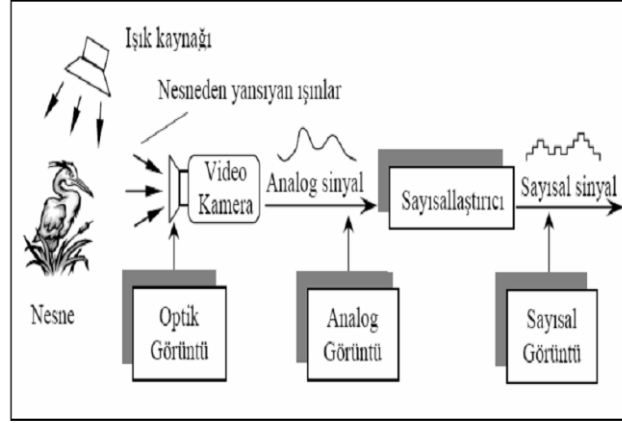 Işık kaynağı
Nesneden yansıyan ışınlar
Video
Kamera
Analog sinyal
Sayısallaştırıcı
Sayısal sinyal
Nesne
Optik
Görüntü
Analog
Görüntü
Sayısal
Görüntü